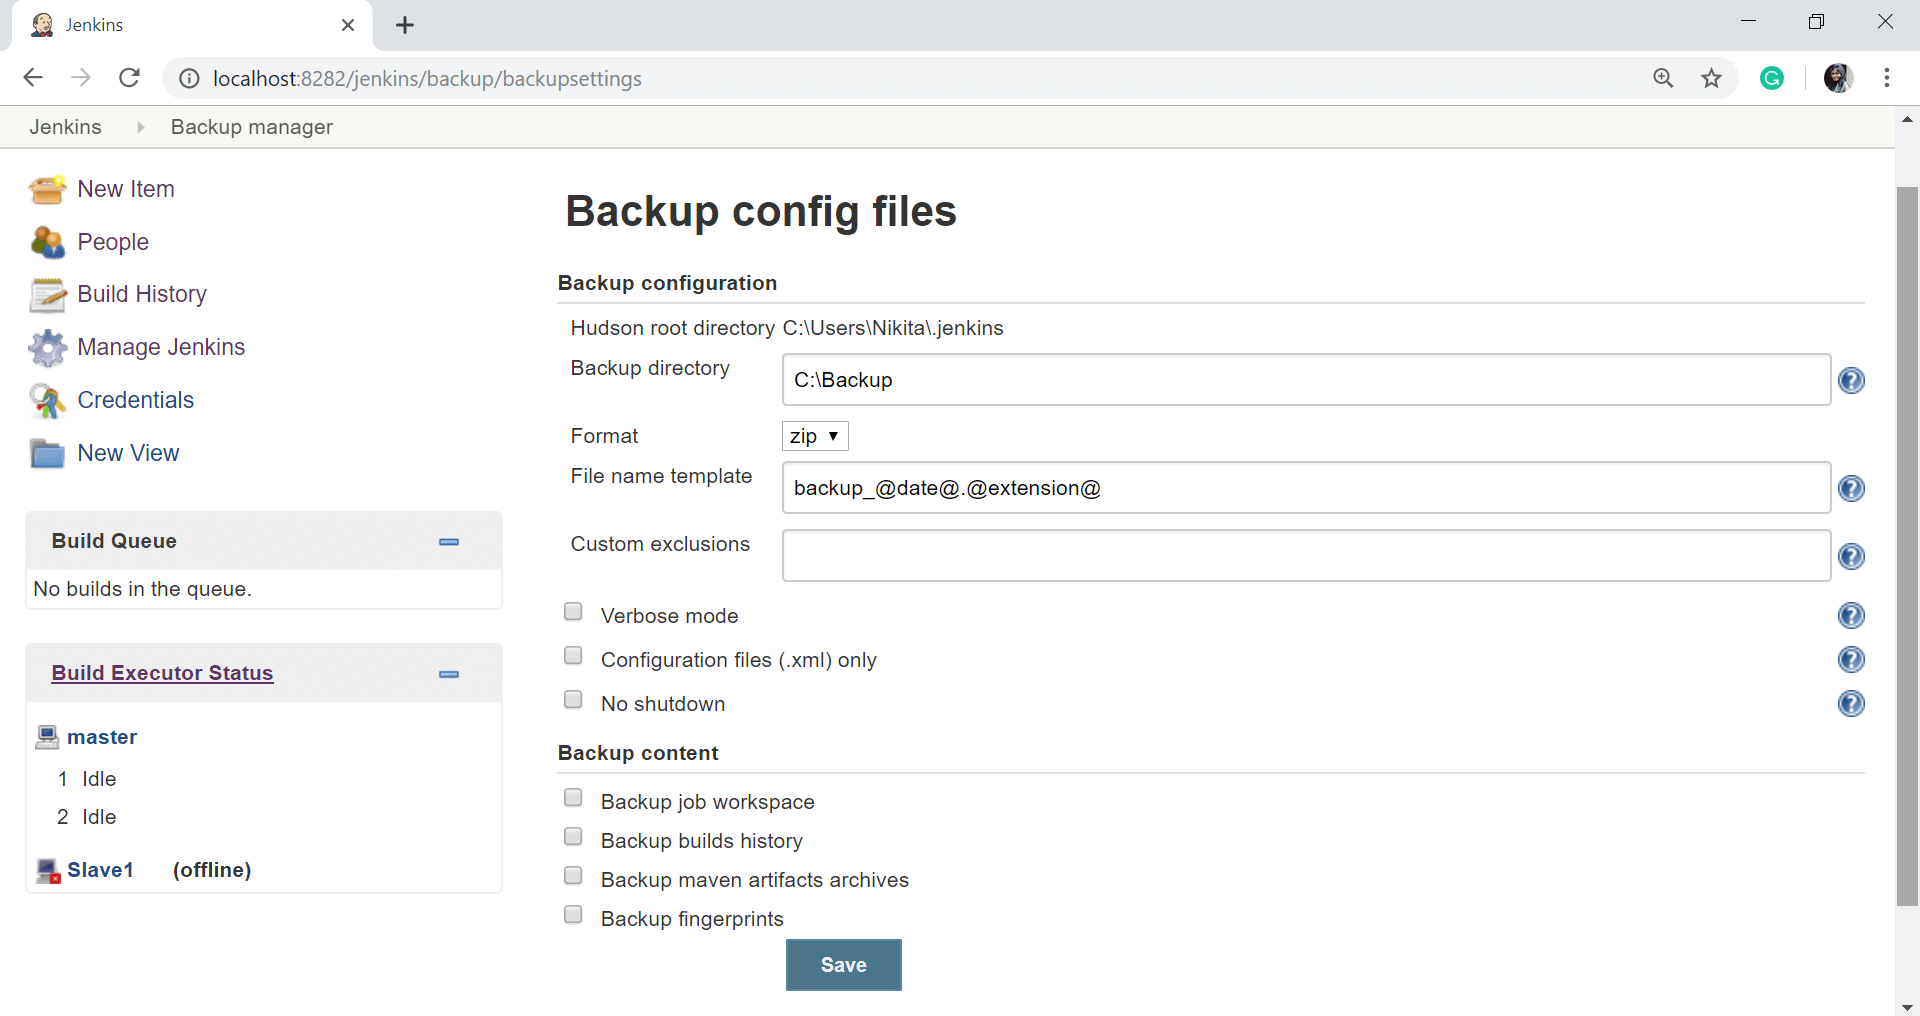 Jenkins
localhost:8282/jenkins/backup/backupsettings
Jenkins Backup manager
New Item
People
Build History
Manage Jenkins
Credentials
New View
Build Queue
No builds in the queue.
Build Executor Status
master
1 Idle
2 Idle
Slave1 (offline)
Backup config files
Backup configuration
Hudson root directory C:\Users\Nikita\.jenkins
Backup directory C:\Backup
Format zip
File name template backup_@date@.@extension@
Custom exclusions
Verbose mode
Configuration files (.xml) only
No shutdown
Backup content
Backup job workspace
Backup builds history
Backup maven artifacts archives
Backup fingerprints
Save